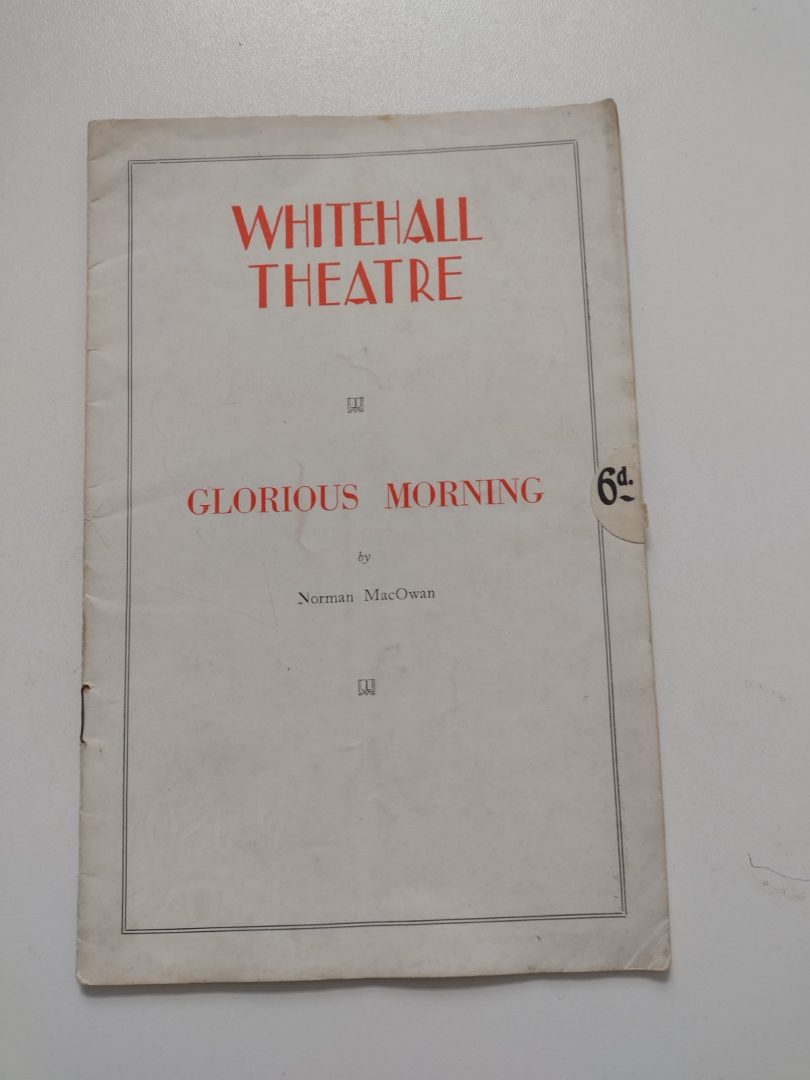 WHITEHALL
THEATRE
GLORIOUS MORNING
6d.
by
Norman MacOwan